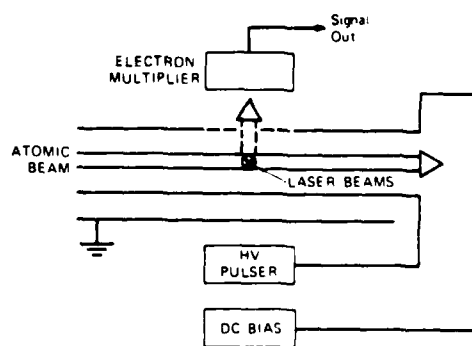 Signal
Out
ELECTRON
MULTIPLIER
ATOMIC
BEAM
LASER BEAMS
HV
PULSER
DC BIAS